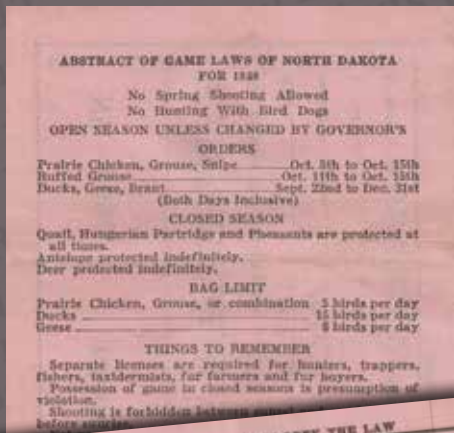 ABSTRACT OF GAME LAWS OF NORTH DAKOTA
FOR
No Spring Shooting Allowed
No Hunting With Bird Dogs
OPEN SEASON UNLESS CHANGED BY GOVERNOR'S
ORDERS
Prairie Chicken, Grouse, Snipe Oct. 5th to Oct. 15th
Ruffed Grouse Oct. 11th to Oct. 15th
Ducks, Geese, Brant Sept. 22nd to Dec. 31st
(Both Days Inclusive)
CLOSED SEASON
Quail, Hungarian Partridge and Pheasants are protected at
all times.
Antelope protected indefinitely.
Deer protected indefinitely.
BAG LIMIT
Prairie Chicken, Grouse, or combination 5 birds per day
Ducks 15 birds per day
Geese birds per day
THINGS TO REMEMBER
Separate licenses are required for hunters, trappers,
fishers, taxidermists, fur farmers and fur buyers.
Possession of game in closed seasons is presumption of
violation.
Shooting is forbidden between sunset
before sunrise.
THE LAW